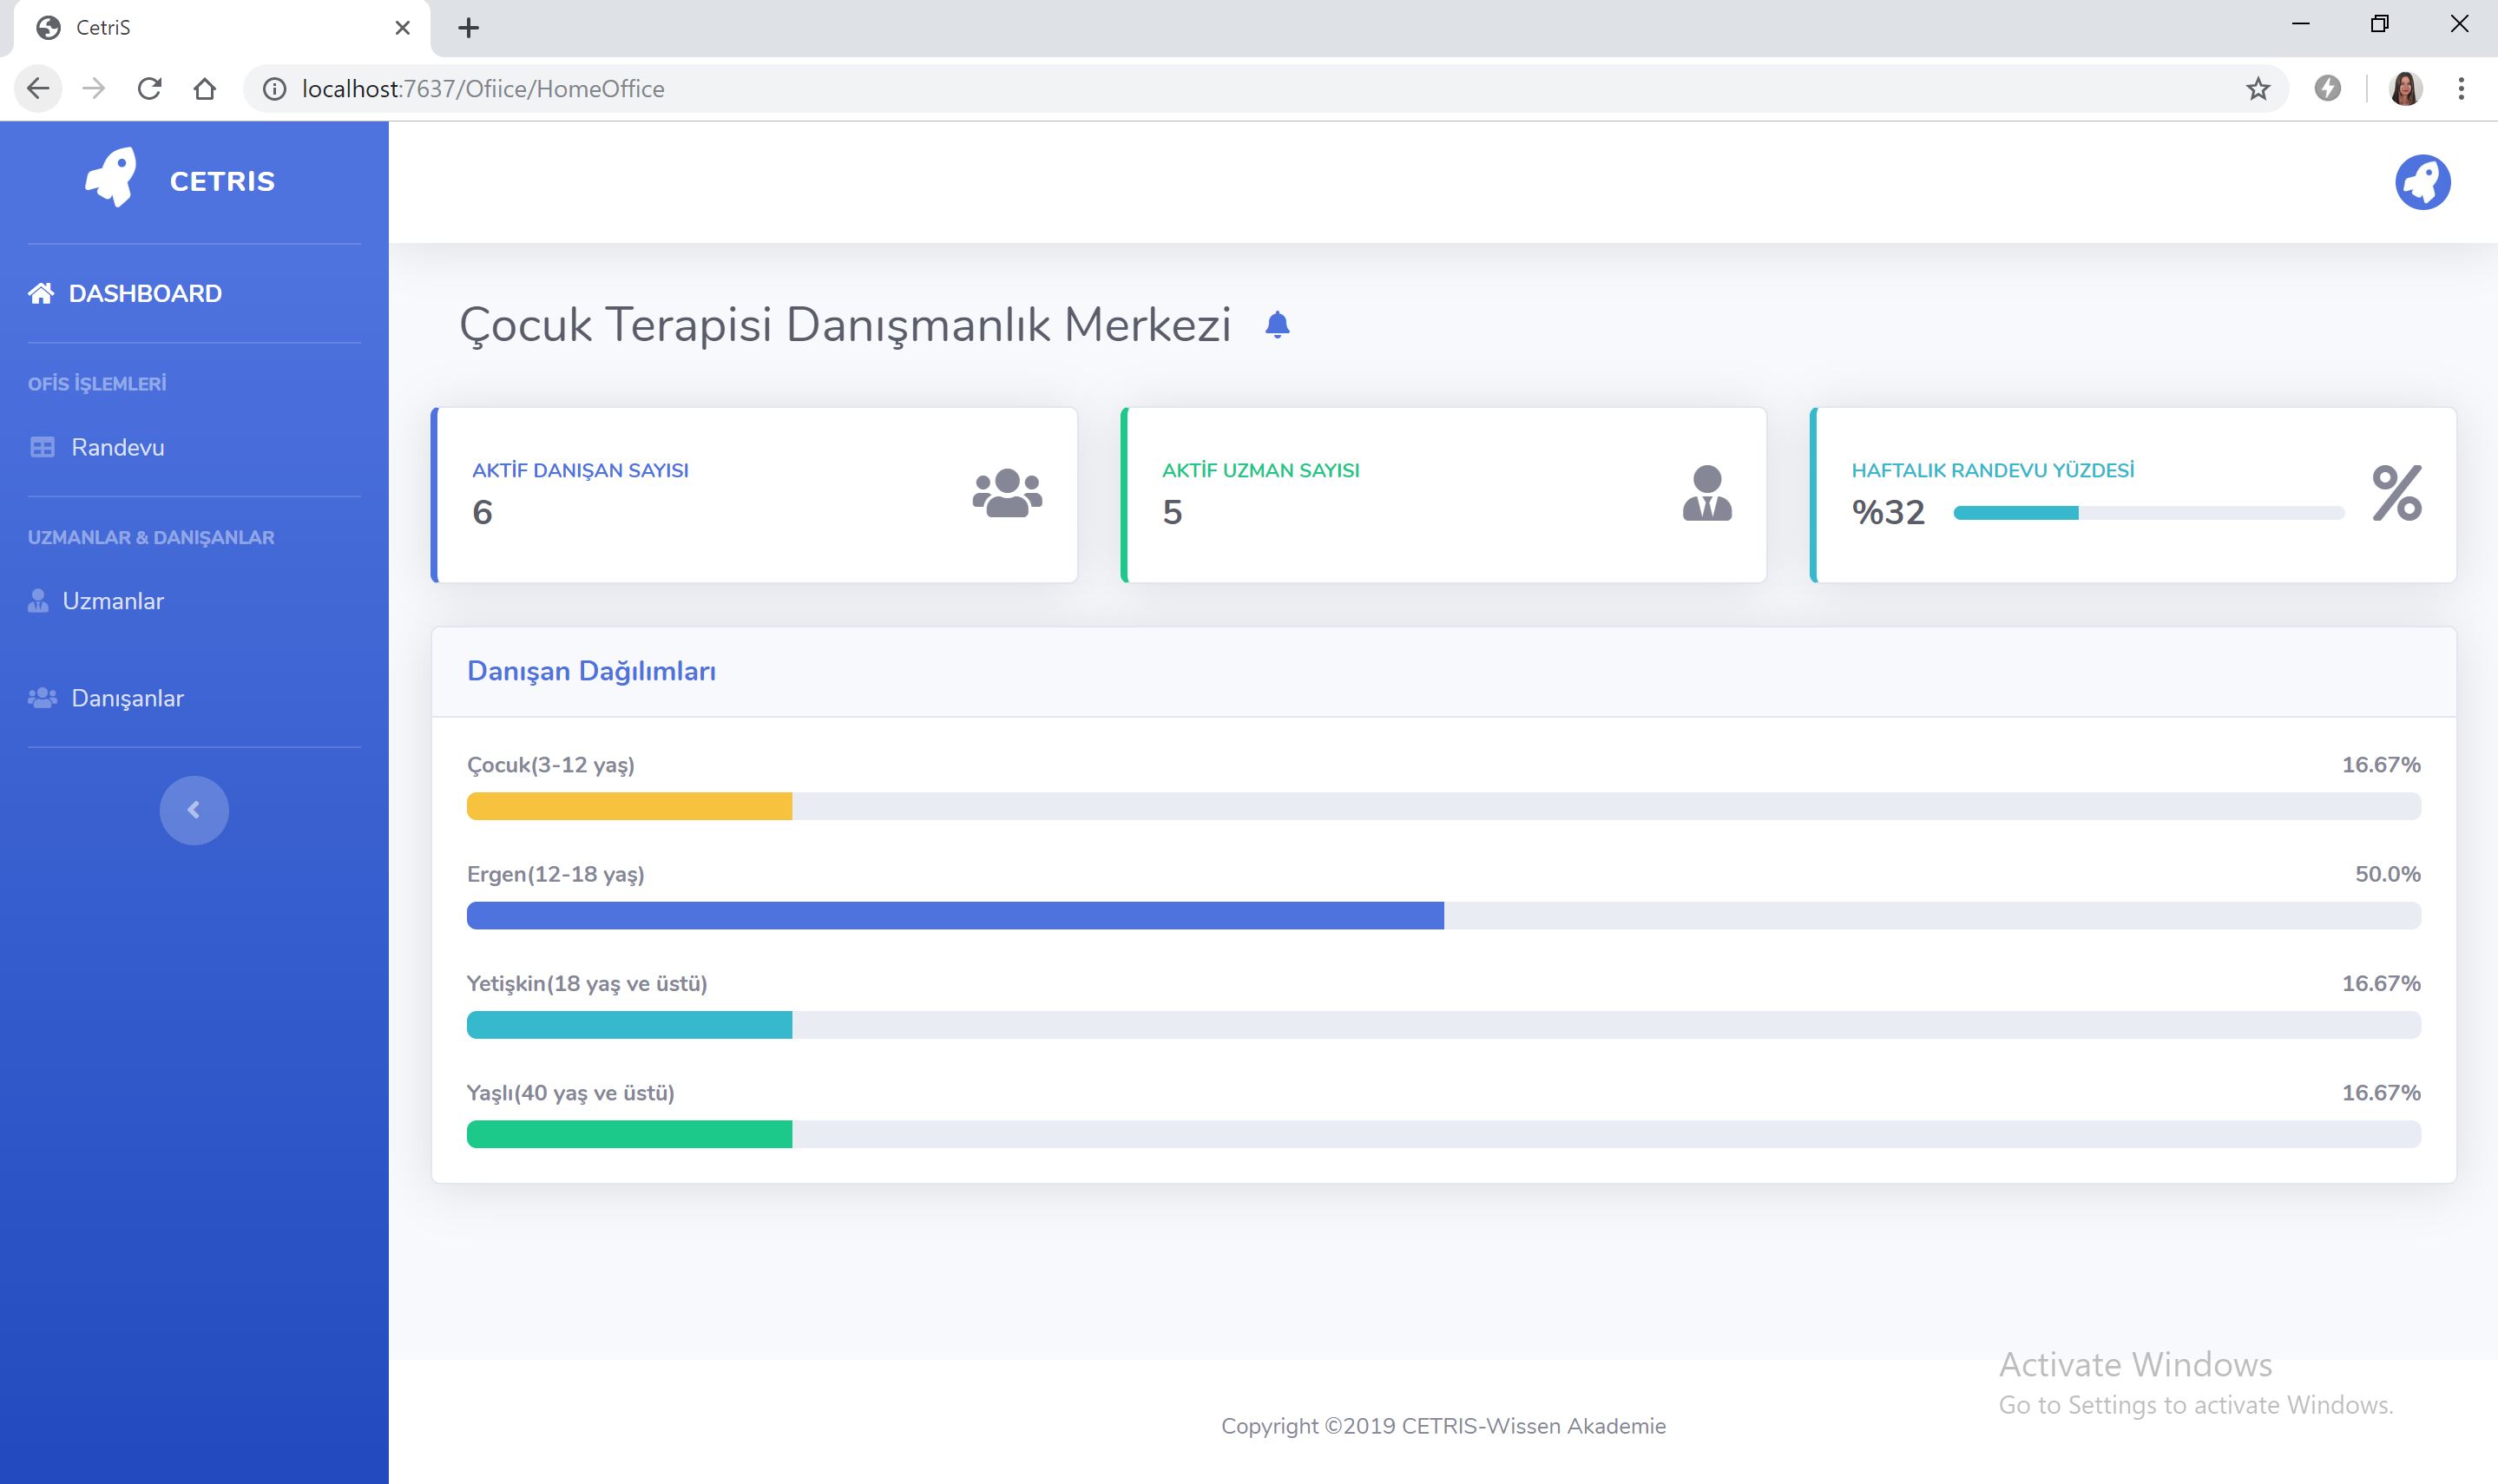 CetriS
localhost:7637/Ofiice/HomeOffice
CETRIS
DASHBOARD
OFİS İŞLEMLERİ
Randevu
UZMANLAR & DANIŞANLAR
Uzmanlar
Danışanlar
Çocuk Terapisi Danışmanlık Merkezi
AKTİF DANIŞAN SAYISI
6
AKTİF UZMAN SAYISI
5
HAFTALIK RANDEVU YÜZDESİ
%32
%
Danışan Dağılımları
Çocuk(3-12 yaş) 16.67%
Ergen(12-18 yaş) 50.0%
Yetişkin(18 yaş ve üstü) 16.67%
Yaşlı(40 yaş ve üstü) 16.67%
Activate Windows
Go to Settings to activate Windows.
Copyright ©2019 CETRIS-Wissen Akademie